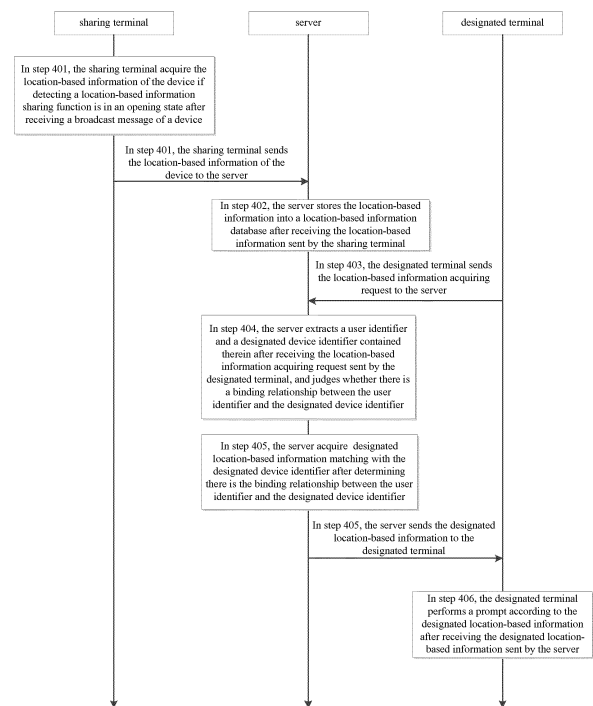 sharing terminal
server
designated terminal
In step 401, the sharing terminal acquire the
location-based information of the device if
detecting a location-based information
sharing function is in an opening state after
receiving a broadcast message of a device
In step 401, the sharing terminal sends
the location-based information of the
device to the server
In step 402, the server stores the location-based
information into a location-based information
database after receiving the location-based
information sent by the sharing terminal
In step 403, the designated terminal sends
the location-based information acquiring
request to the server
In step 404, the server extracts a user identifier
and a designated device identifier contained
therein after receiving the location-based
information acquiring request sent by the
designated terminal, and judges whether there is
a binding relationship between the user
identifier and the designated device identifier
In step 405, the server acquire designated
location-based information matching with the
designated device identifier after determining
there is the binding relationship between the user
identifier and the designated device identifier
In step 405, the server sends the designated
location-based information to the
designated terminal
In step 406, the designated terminal
performs a prompt according to the
designated location-based information
after receiving the designated location-
based information sent by the server